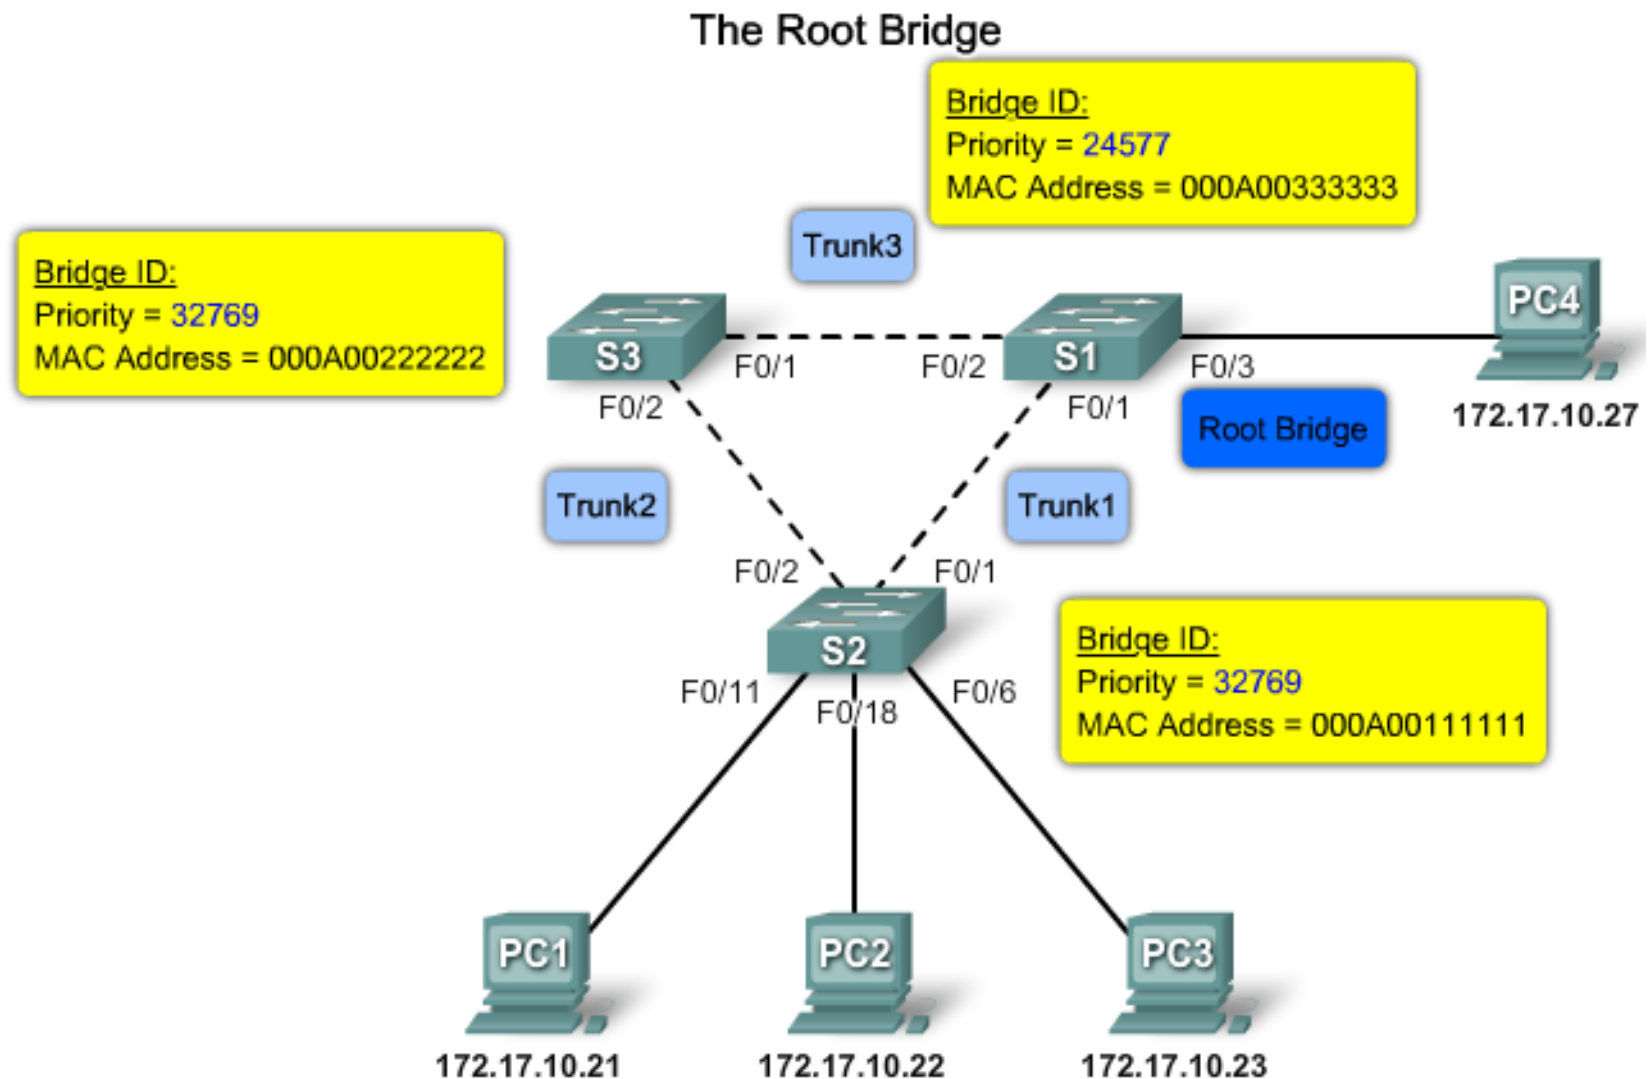 The Root Bridge
Bridge ID:
Priority = 24577
MAC Address = 000A00333333
Trunk3
Bridge ID:
Priority = 32769
MAC Address = 000A00222222
S3
F0/1
F0/2
S1
F0/3
PC4
F0/2
F0/1
Root Bridge
172.17.10.27
Trunk2
Trunk1
F0/2
F0/1
S2
Bridge ID:
Priority = 32769
MAC Address = 000A00111111
F0/11
F0/18
F0/6
PC1
PC2
PC3
172.17.10.21
172.17.10.22
172.17.10.23